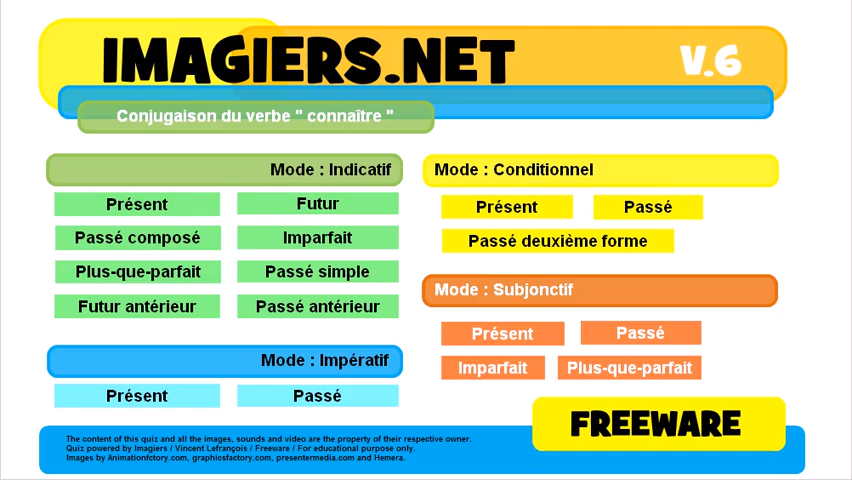 IMAGIERS.NET
V.6
Conjugaison du verbe " connaître "
Mode : Indicatif
Présent
Futur
Passé composé
Imparfait
Plus-que-parfait
Passé simple
Futur antérieur
Passé antérieur
Mode : Impératif
Présent
Passé
Mode : Conditionnel
Présent
Passé
Passé deuxième forme
Mode : Subjonctif
Présent
Passé
Imparfait
Plus-que-parfait
FREEWARE
The content of this quiz and all the images, sounds and video are the property of their respective owner.
Quiz powered by Imagiers / Vincent Lefrançois / Freeware / For educational purpose only.
Images by Animationfctory.com, graphicsfactory.com, presentermedia.com and Hemera.